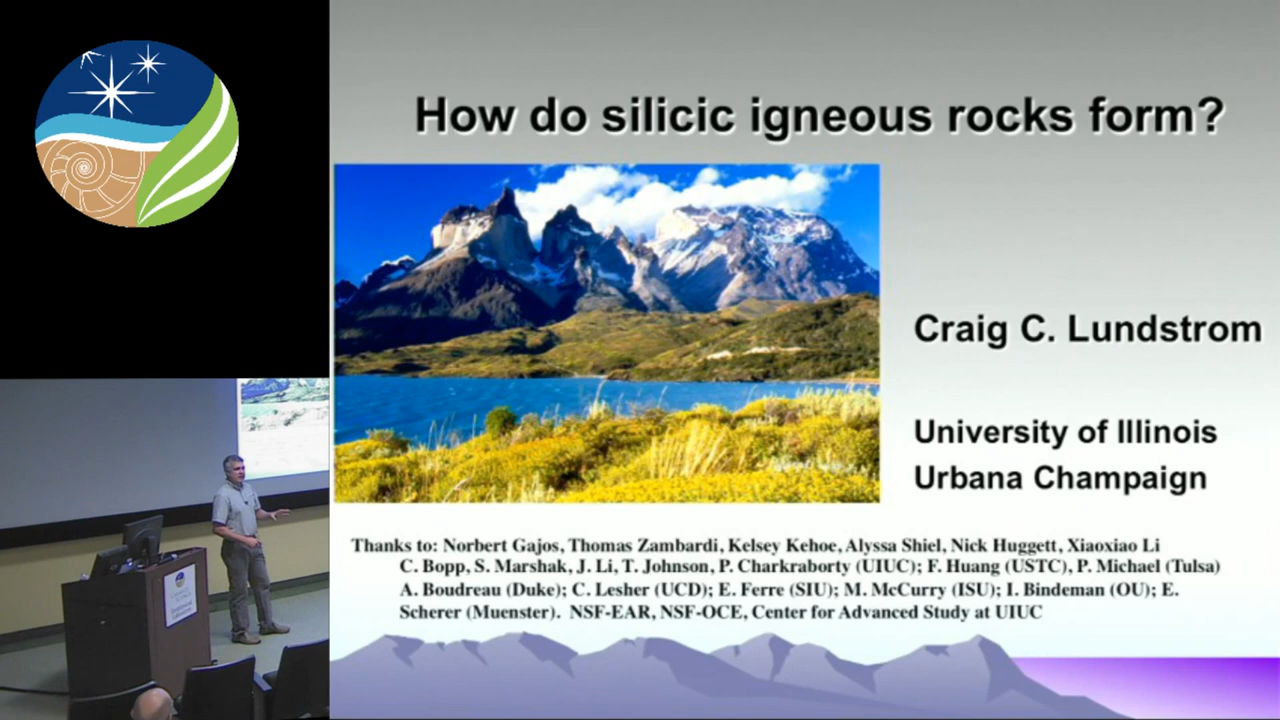 How do silicic igneous rocks form?
Craig C. Lundstrom
University of Illinois
Urbana Champaign
Thanks to: Norbert Gajos, Thomas Zambardi, Kelsey Kehoe, Alyssa Shiel, Nick Huggett, Xiaoxiao Li
C. Bopp, S. Marshak, J. Li, T. Johnson, P. Charkraborty (UIUC); F. Huang (USTC), P. Michael (Tulsa)
A. Boudreau (Duke); C. Lesher (UCD); E. Ferre (SIU); M. McCurry (ISU); I. Bindeman (OU); E.
Scherer (Muenster). NSF-EAR, NSF-OCE, Center for Advanced Study at UIUC